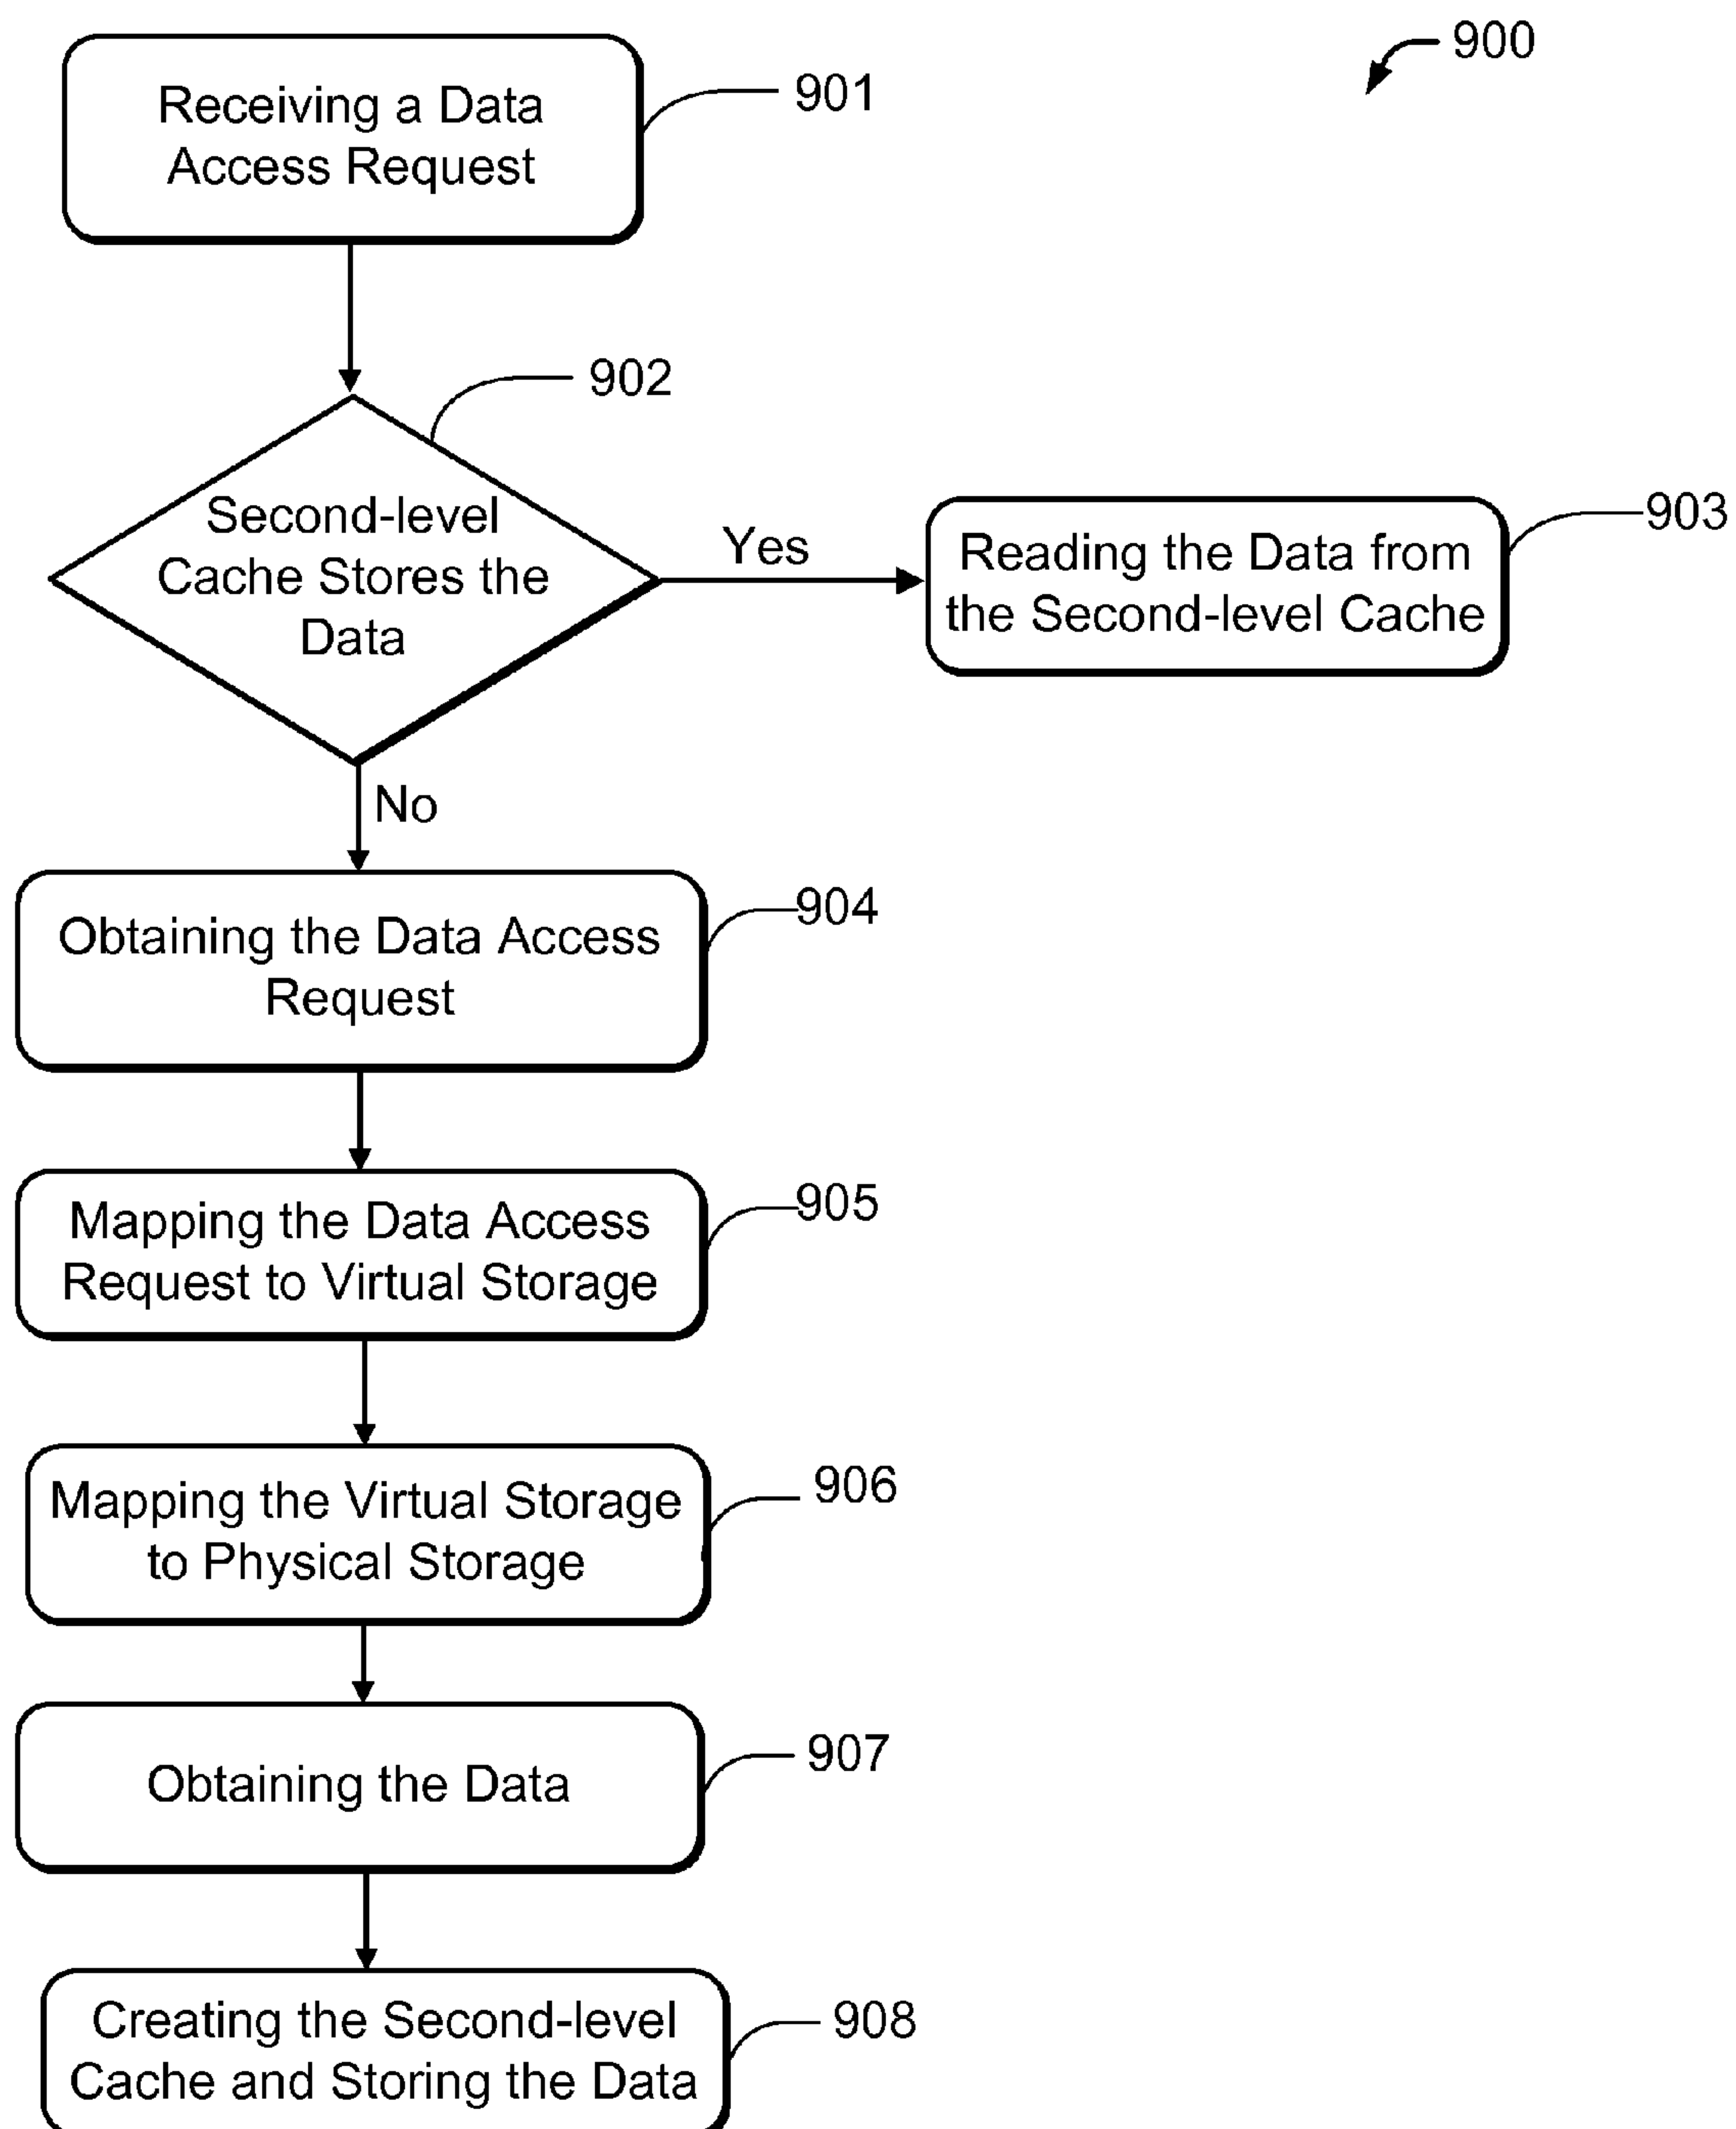 900
Receiving a Data
Access Request
901
902
Second-level
Cache Stores the
Data
Yes
Reading the Data from
the Second-level Cache
903
No
Obtaining the Data Access
Request
904
Mapping the Data Access
Request to Virtual Storage
905
Mapping the Virtual Storage
to Physical Storage
906
Obtaining the Data
907
Creating the Second-level
Cache and Storing the Data
908